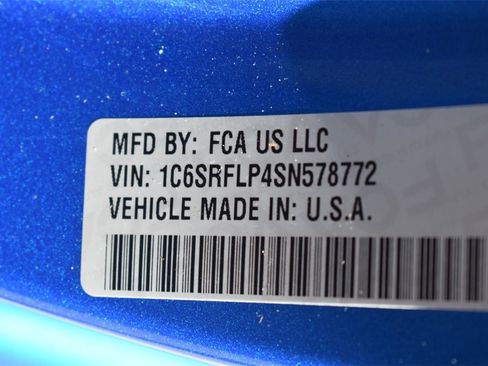 MFD BY: FCA US LLC
VIN: 1C6SRFLP4SN578772
VEHICLE MADE IN: U.S.A.